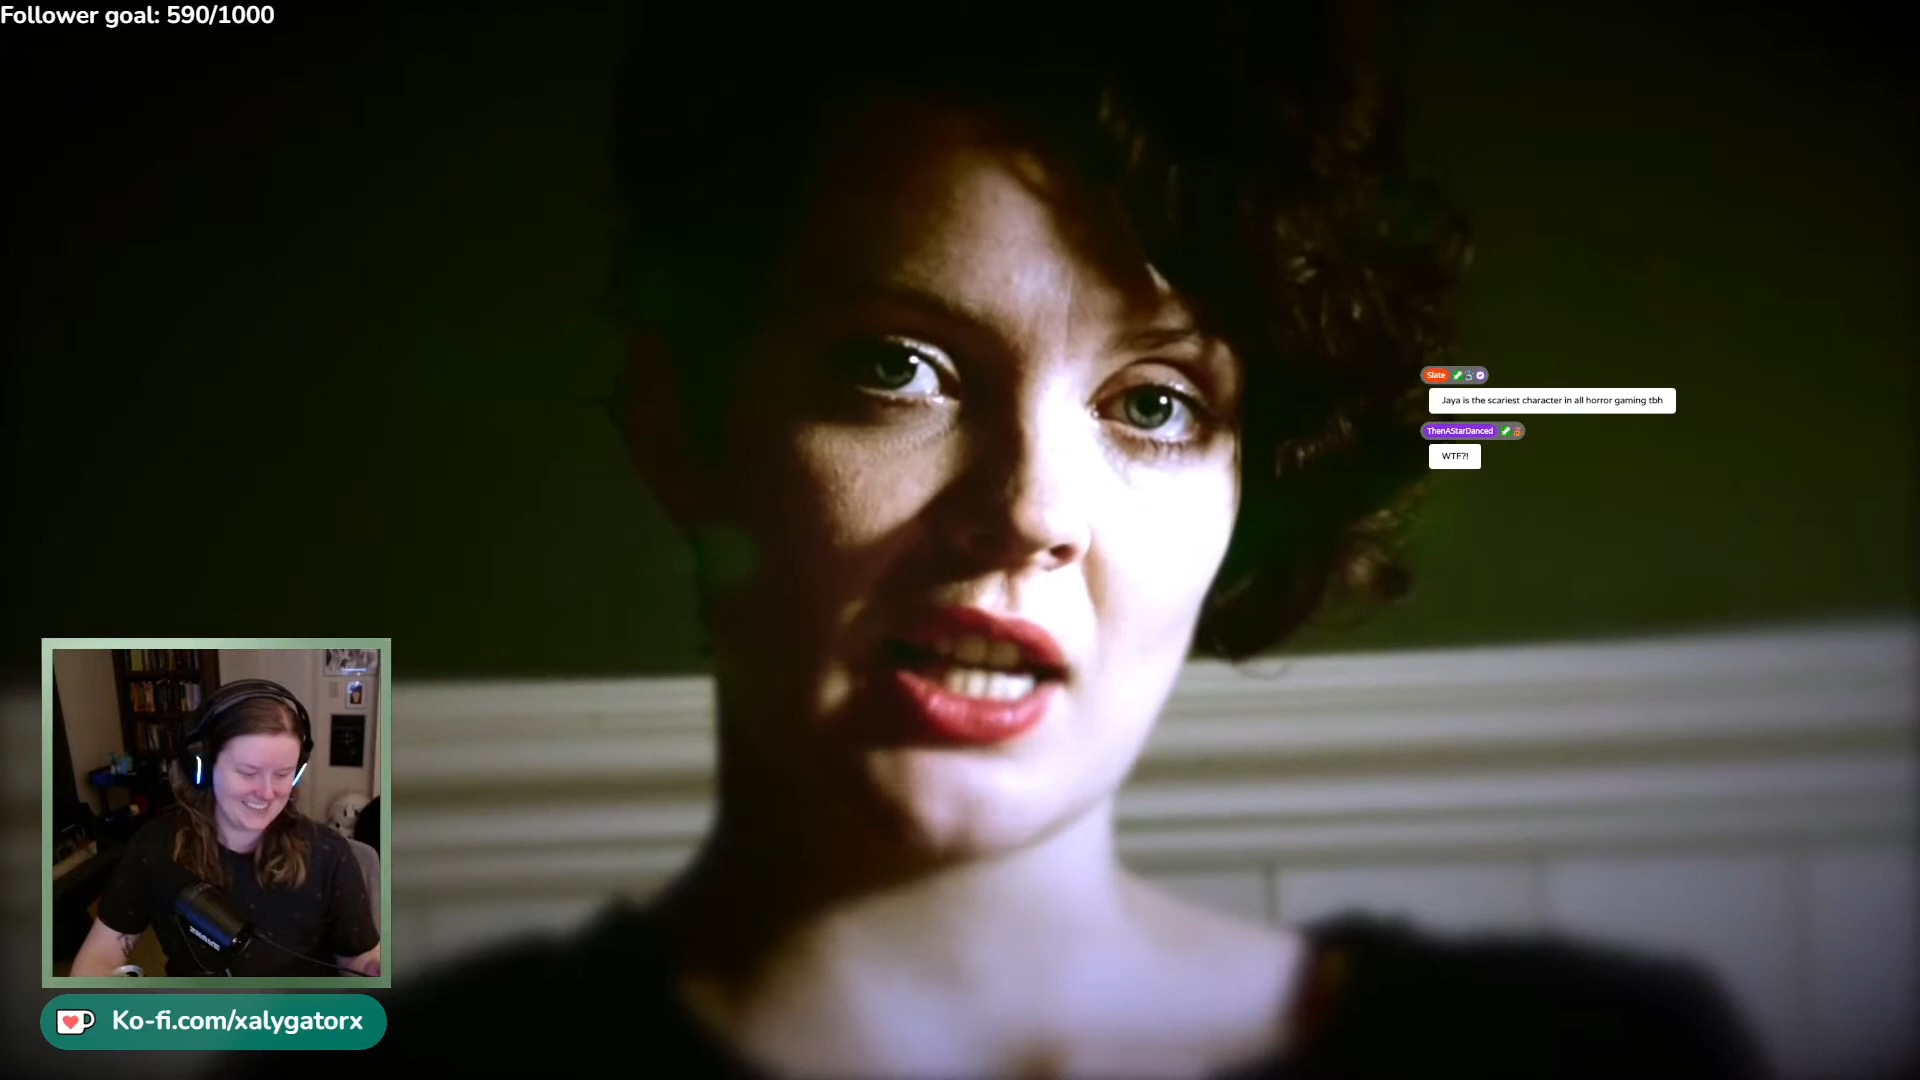 Follower goal: 590/1000
Slate
Jaya is the scariest character in all horror gaming tbh
ThenAStarDanced
WTF?!
Ko-fi.com/xalygatorx